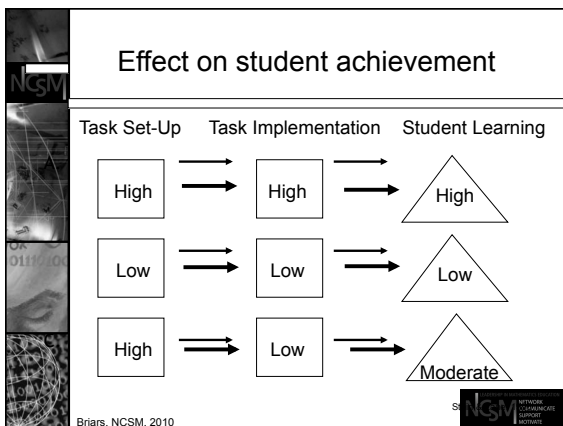 Effect on student achievement
NCSM
Task Set-Up Task Implementation Student Learning
High High High
Low Low Low
High Low Moderate
Briars, NCSM, 2010
NCSM
NETWORK
COMMUNICATE
SUPPORT
MOTIVATE